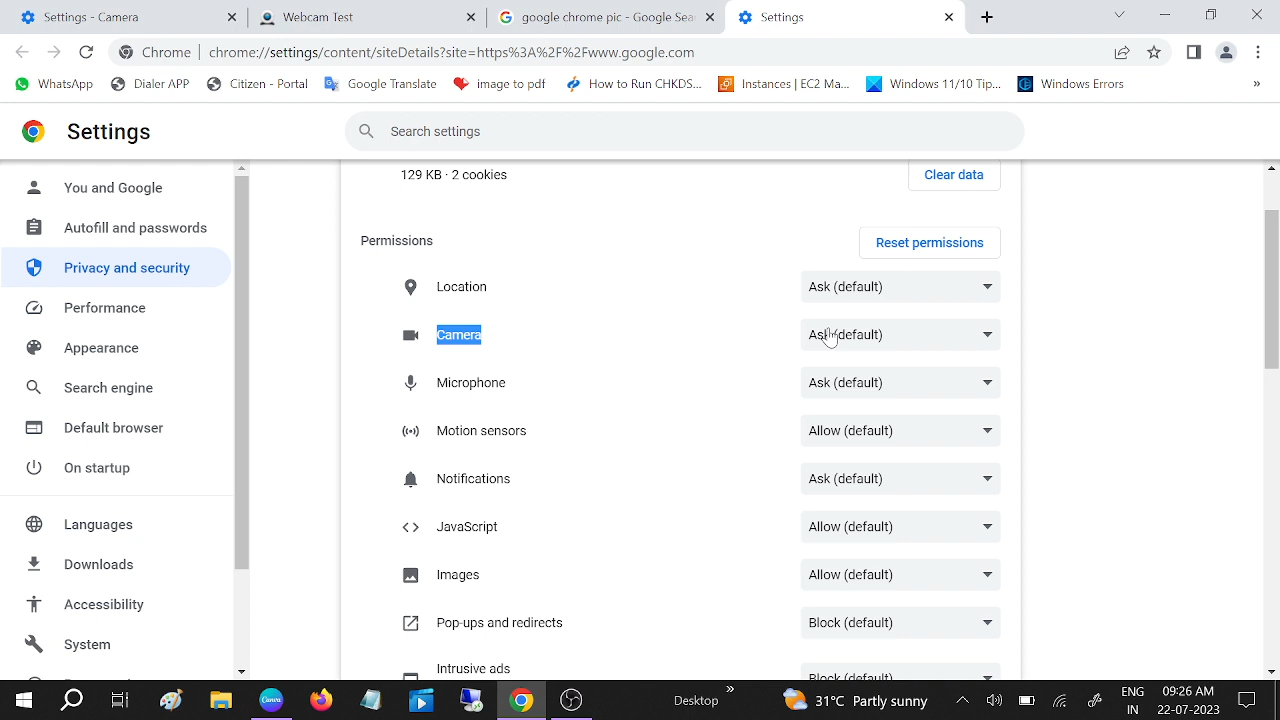 Settings - Camera
Webcam Test
google chrome pic - Google Sea
Settings
Chrome | chrome://settings/content/siteDetails?site=https%3A%2F%2Fwww.google.com
WhatsApp Dialer APP Citizen - Portal Google Translate image to pdf How to Run CHKDS... Instances | EC2 Ma... Windows 11/10 Tip... Windows Errors »
Settings
Search settings
You and Google
Autofill and passwords
Privacy and security
Performance
Appearance
Search engine
Default browser
On startup
Languages
Downloads
Accessibility
System
129 KB · 2 cookies Clear data
Permissions Reset permissions
Location Ask (default)
Camera Ask (default)
Microphone Ask (default)
Motion sensors Allow (default)
Notifications Ask (default)
JavaScript Allow (default)
Images Allow (default)
Pop-ups and redirects Block (default)
Intrusive ads Block (default)
Desktop » 31°C Partly sunny ENG 09:26 AM
IN 22-07-2023